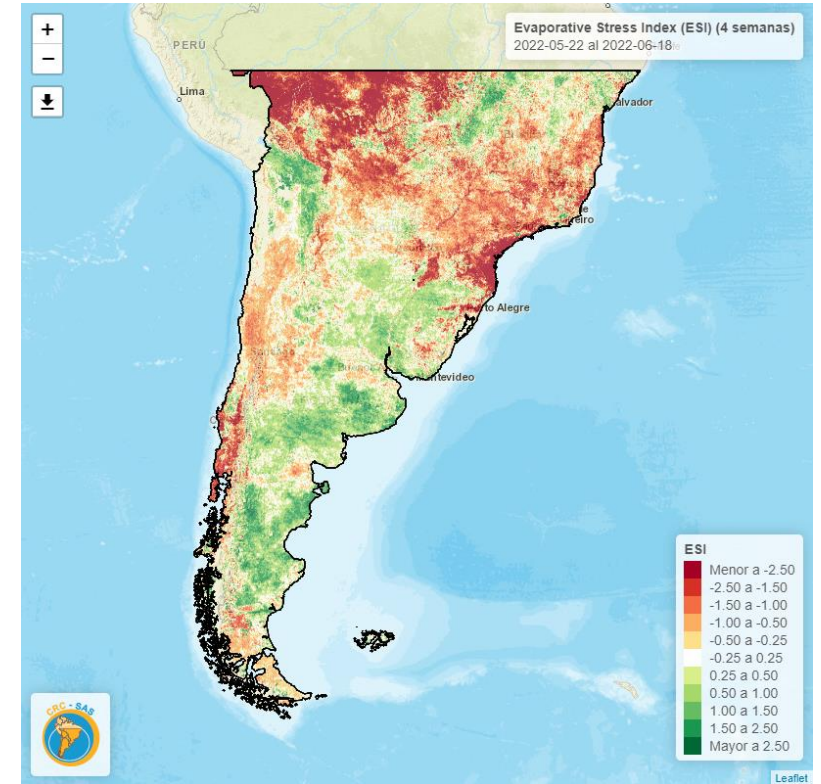 +
−
PERÚ
Lima
Evaporative Stress Index (ESI) (4 semanas)
2022-05-22 al 2022-06-18
alvador
eiro
to Alegre
ntevideo
ESI
Menor a -2.50
-2.50 a -1.50
-1.50 a -1.00
-1.00 a -0.50
-0.50 a -0.25
-0.25 a 0.25
0.25 a 0.50
0.50 a 1.00
1.00 a 1.50
1.50 a 2.50
Mayor a 2.50
CRC - SAS
Leaflet